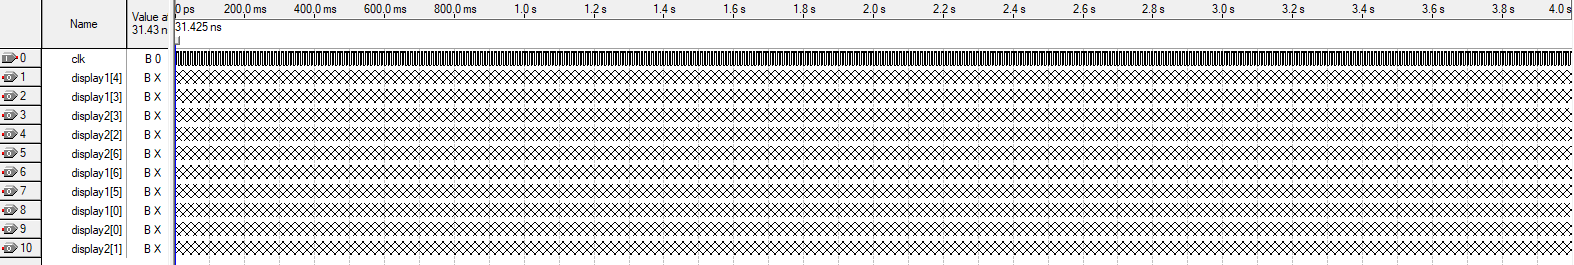 Name
Value a
31.43 n
0 ps 200.0 ms 400.0 ms 600.0 ms 800.0 ms 1.0 s 1.2 s 1.4 s 1.6 s 1.8 s 2.0 s 2.2 s 2.4 s 2.6 s 2.8 s 3.0 s 3.2 s 3.4 s 3.6 s 3.8 s 4.0 s
31.425 ns
0 clk B 0
1 display1[4] B X
2 display1[3] B X
3 display2[3] B X
4 display2[2] B X
5 display2[6] B X
6 display1[6] B X
7 display1[5] B X
8 display1[0] B X
9 display2[0] B X
10 display2[1] B X